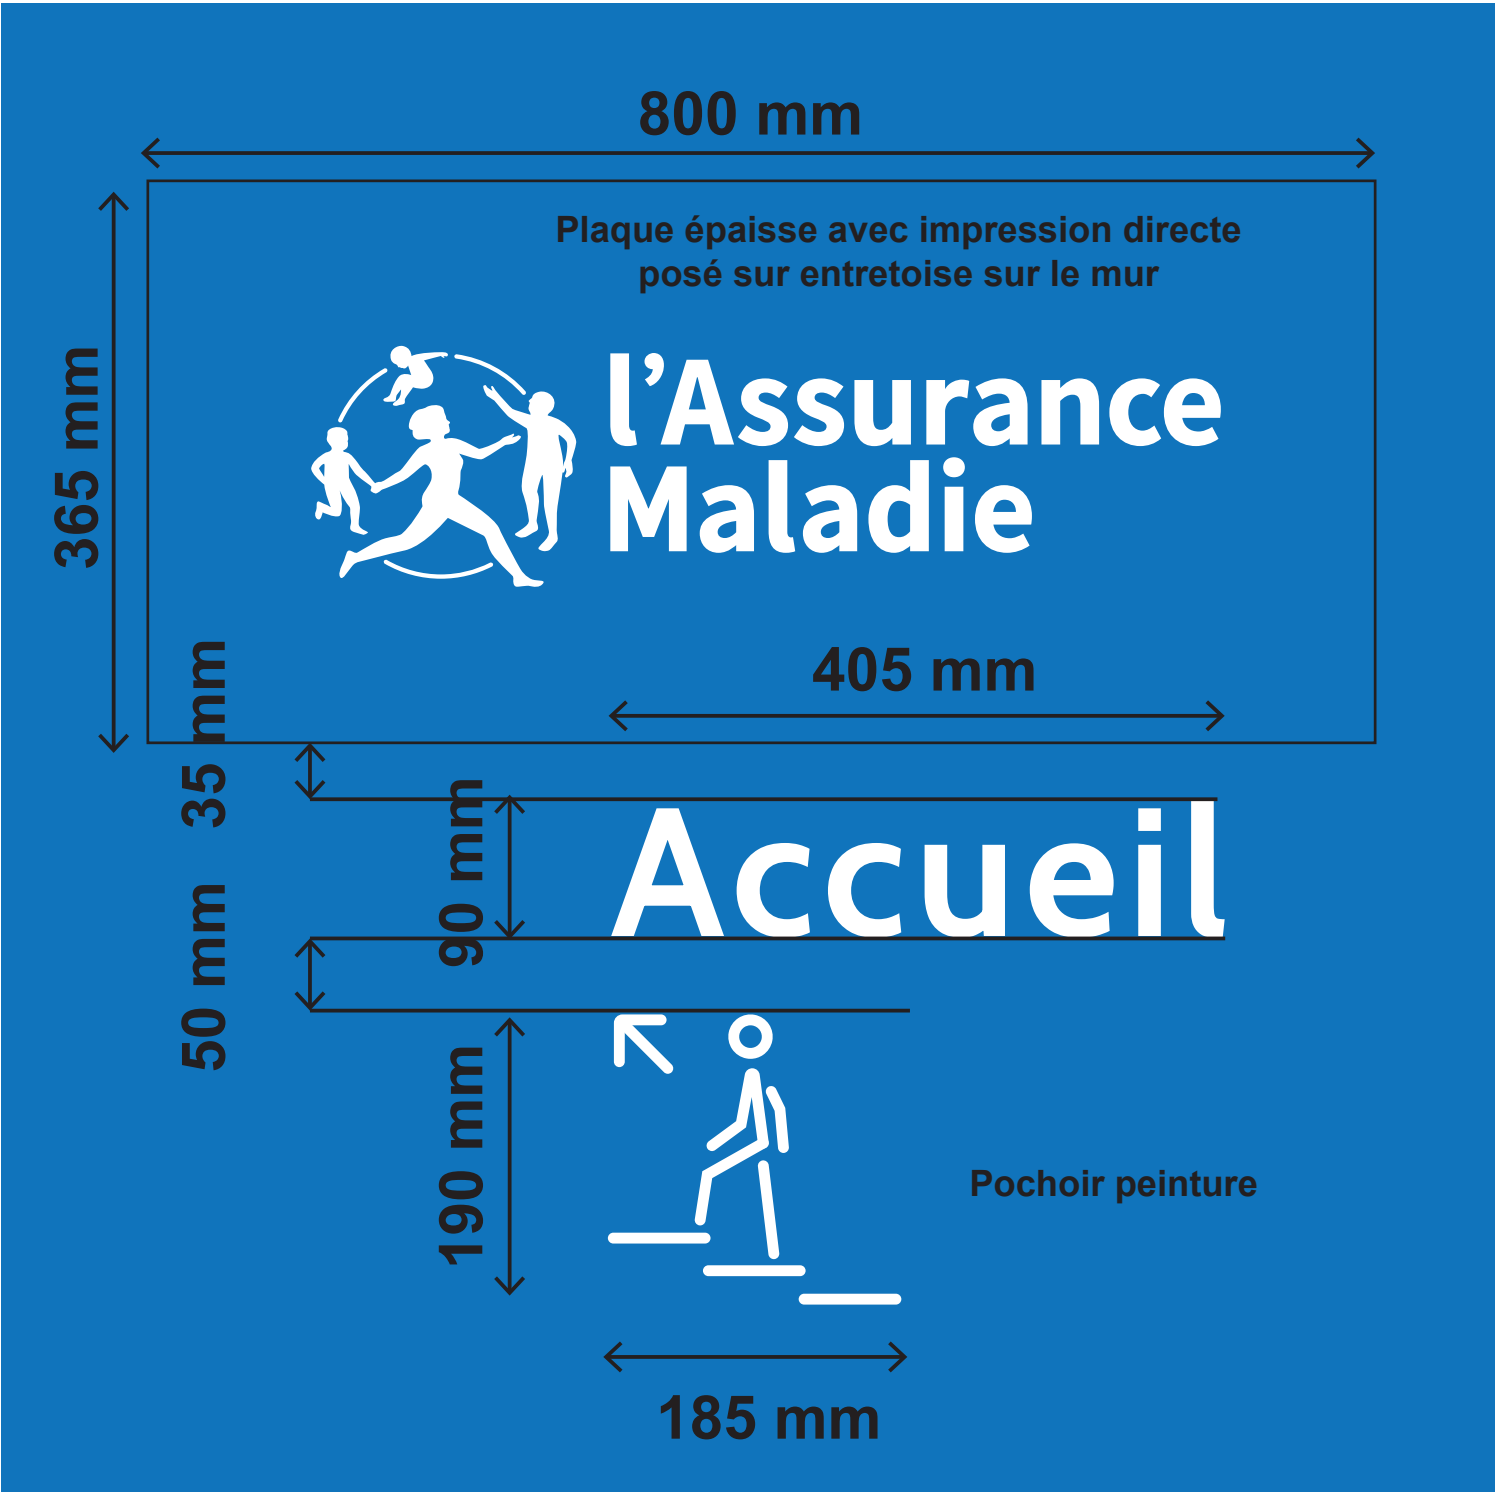 800 mm
Plaque épaisse avec impression directe
posé sur entretoise sur le mur
365 mm
l’Assurance
Maladie
405 mm
35 mm
90 mm
Accueil
50 mm
190 mm
Pochoir peinture
185 mm